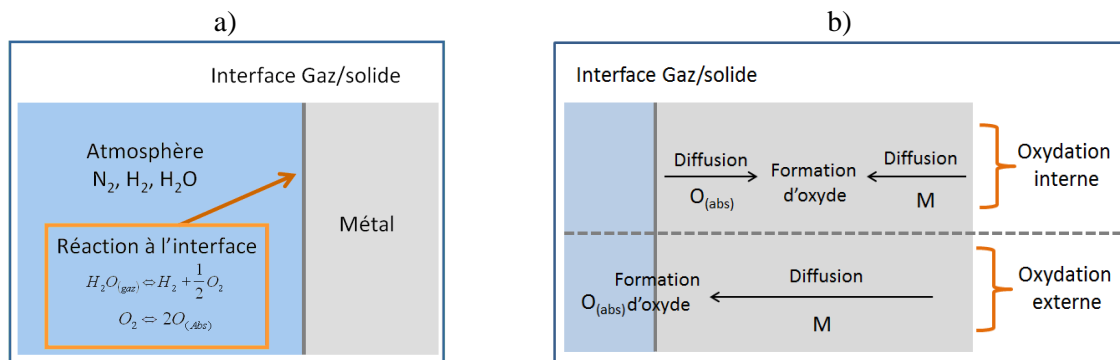 a)
Interface Gaz/solide
Atmosphère
N₂, H₂, H₂O
Métal
Réaction à l'interface
H₂O₍gaz₎ ⇔ H₂ + 1/2 O₂
O₂ ⇔ 2O₍Abs₎
b)
Interface Gaz/solide
Diffusion
O(abs)
Formation
d'oxyde
Diffusion
M
Oxydation
interne
O(abs)
Formation
d'oxyde
Diffusion
M
Oxydation
externe